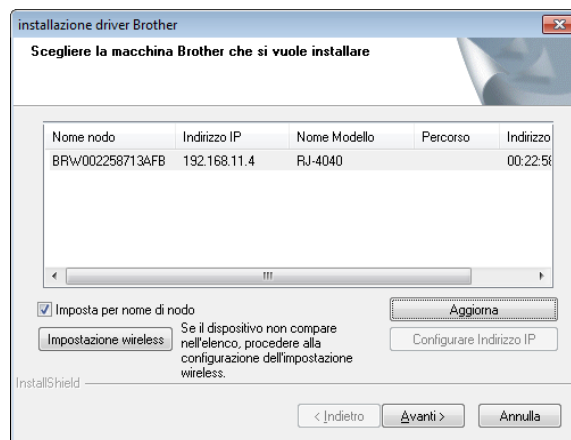 installazione driver Brother
Scegliere la macchina Brother che si vuole installare
Nome nodo Indirizzo IP Nome Modello Percorso Indirizzo
BRW002258713AFB 192.168.11.4 RJ-4040 00:22:58
Imposta per nome di nodo
Aggiorna
Impostazione wireless
Se il dispositivo non compare
nell'elenco, procedere alla
configurazione dell'impostazione
wireless.
Configurare Indirizzo IP
InstallShield
< Indietro
Avanti >
Annulla